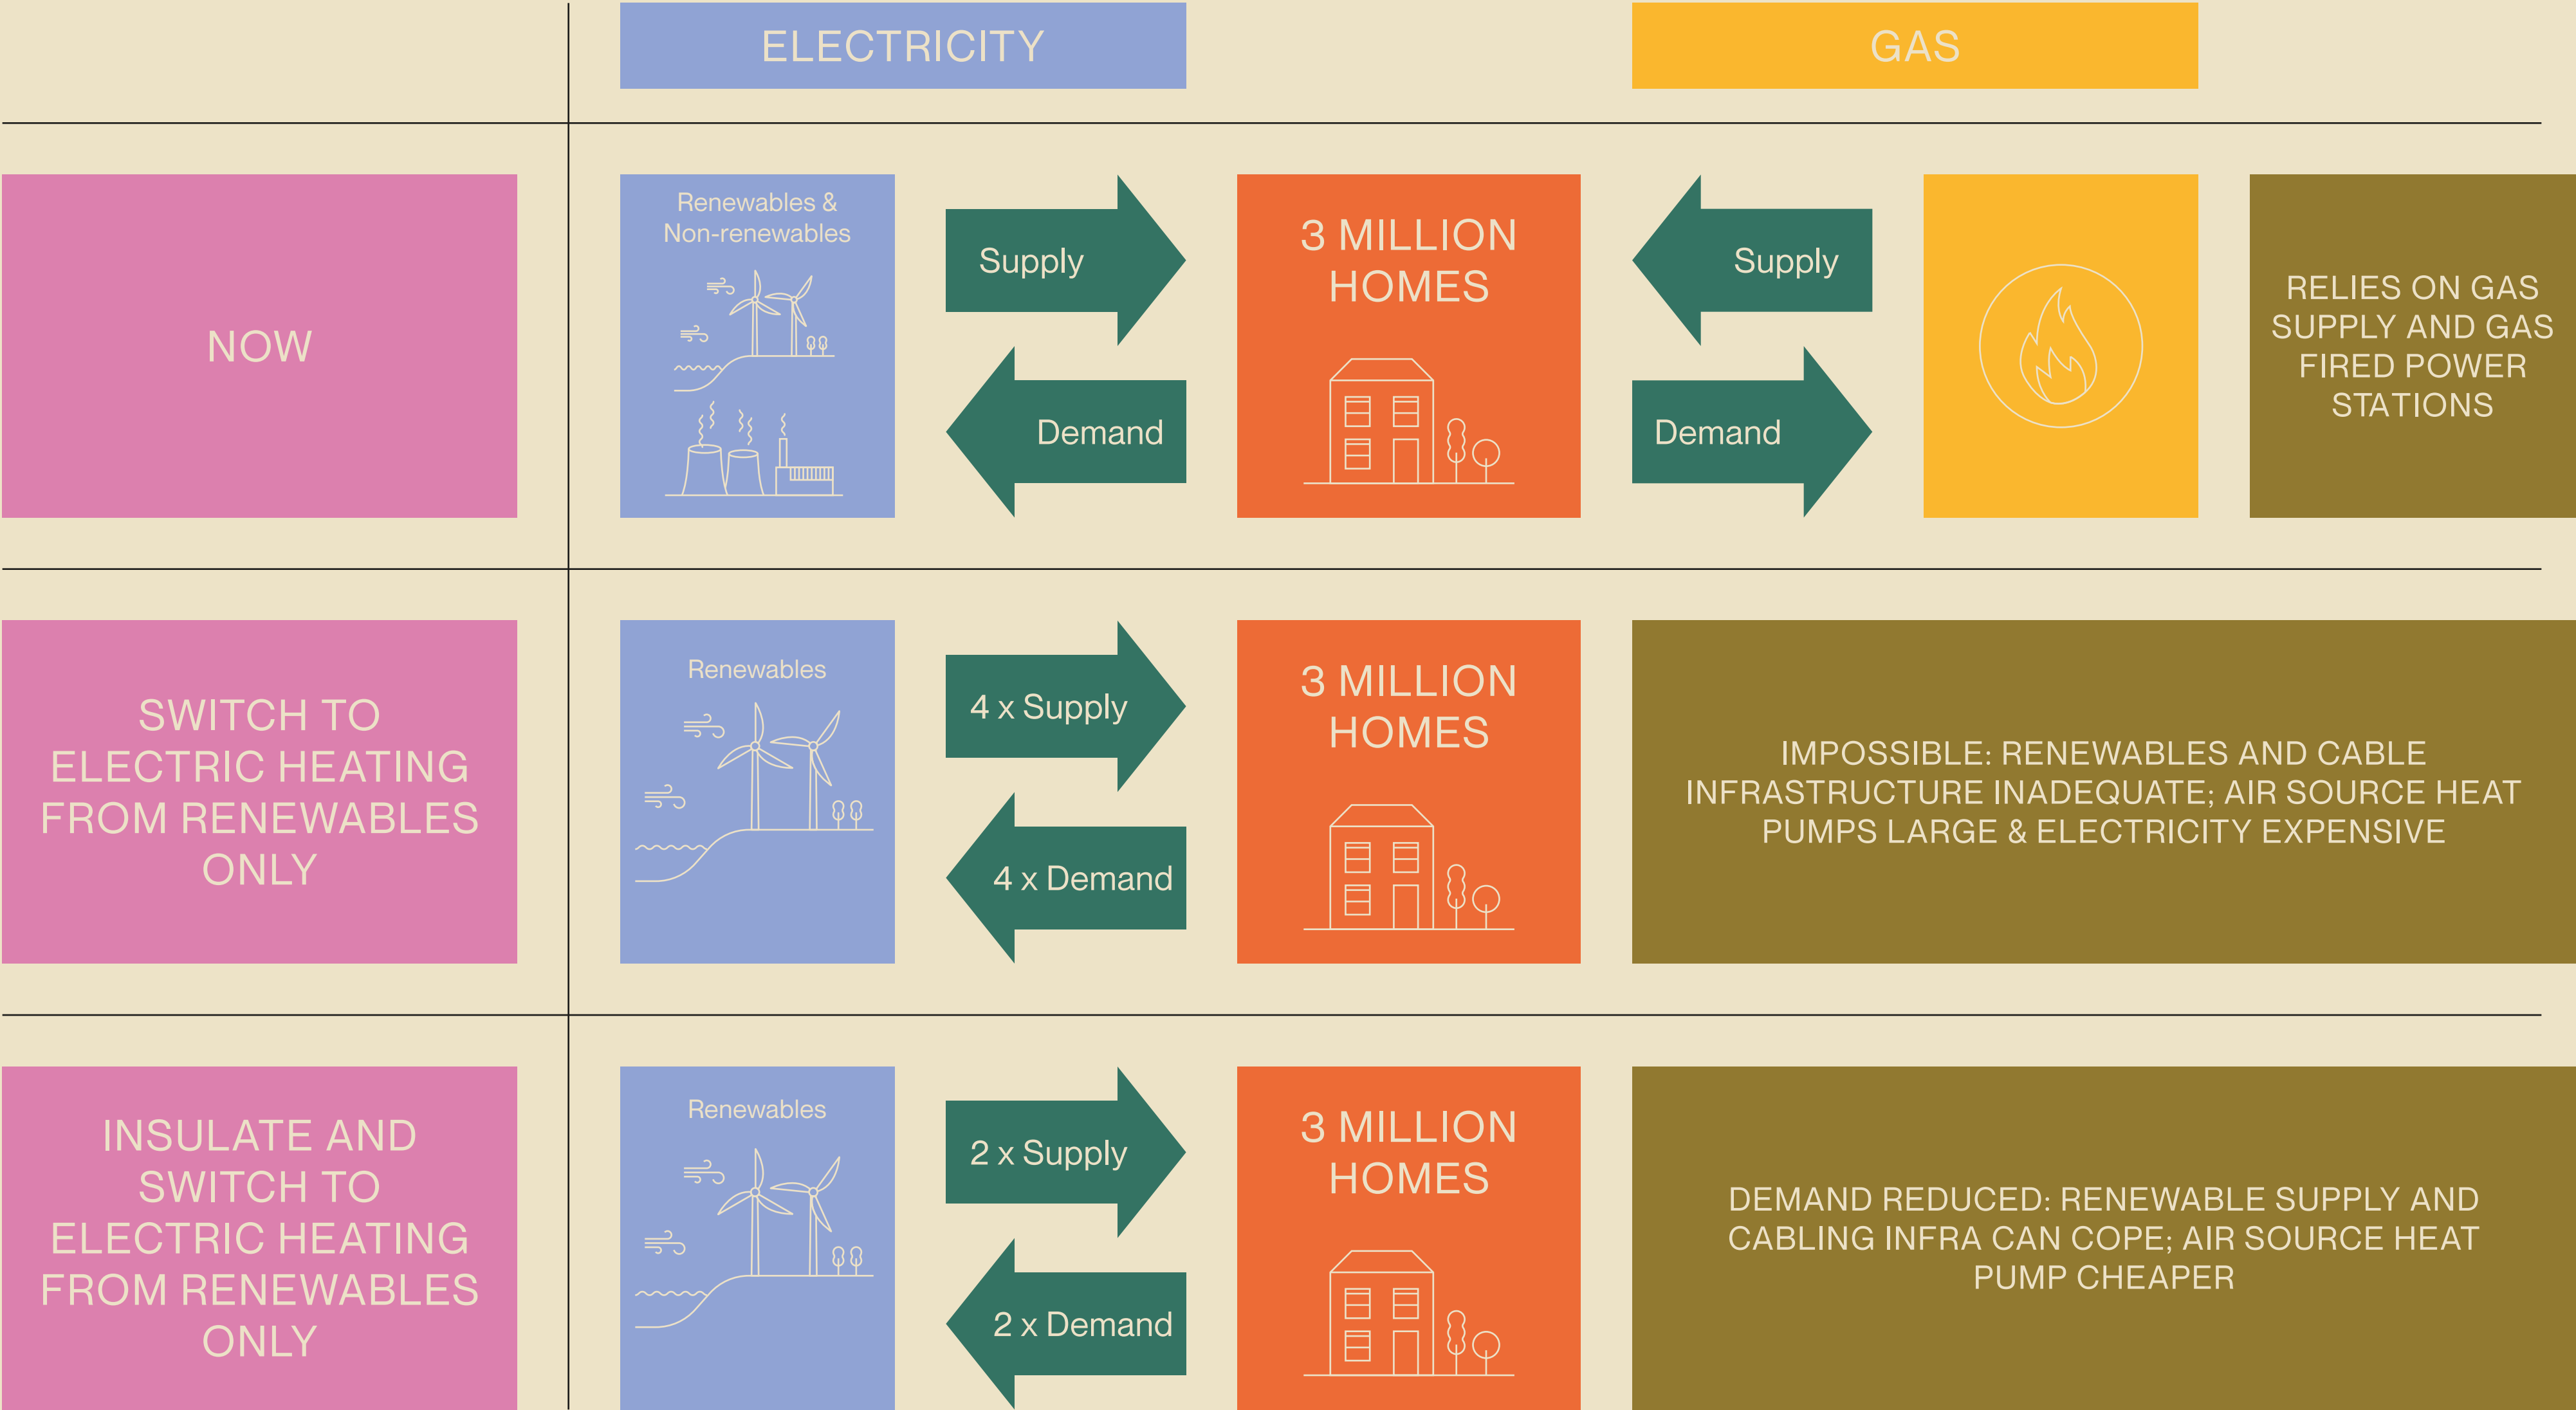 ELECTRICITY
GAS
NOW
Renewables &
Non-renewables
Supply
Demand
3 MILLION
HOMES
Supply
Demand
RELIES ON GAS
SUPPLY AND GAS
FIRED POWER
STATIONS
SWITCH TO
ELECTRIC HEATING
FROM RENEWABLES
ONLY
Renewables
4 x Supply
4 x Demand
3 MILLION
HOMES
IMPOSSIBLE: RENEWABLES AND CABLE
INFRASTRUCTURE INADEQUATE; AIR SOURCE HEAT
PUMPS LARGE & ELECTRICITY EXPENSIVE
INSULATE AND
SWITCH TO
ELECTRIC HEATING
FROM RENEWABLES
ONLY
Renewables
2 x Supply
2 x Demand
3 MILLION
HOMES
DEMAND REDUCED: RENEWABLE SUPPLY AND
CABLING INFRA CAN COPE; AIR SOURCE HEAT
PUMP CHEAPER